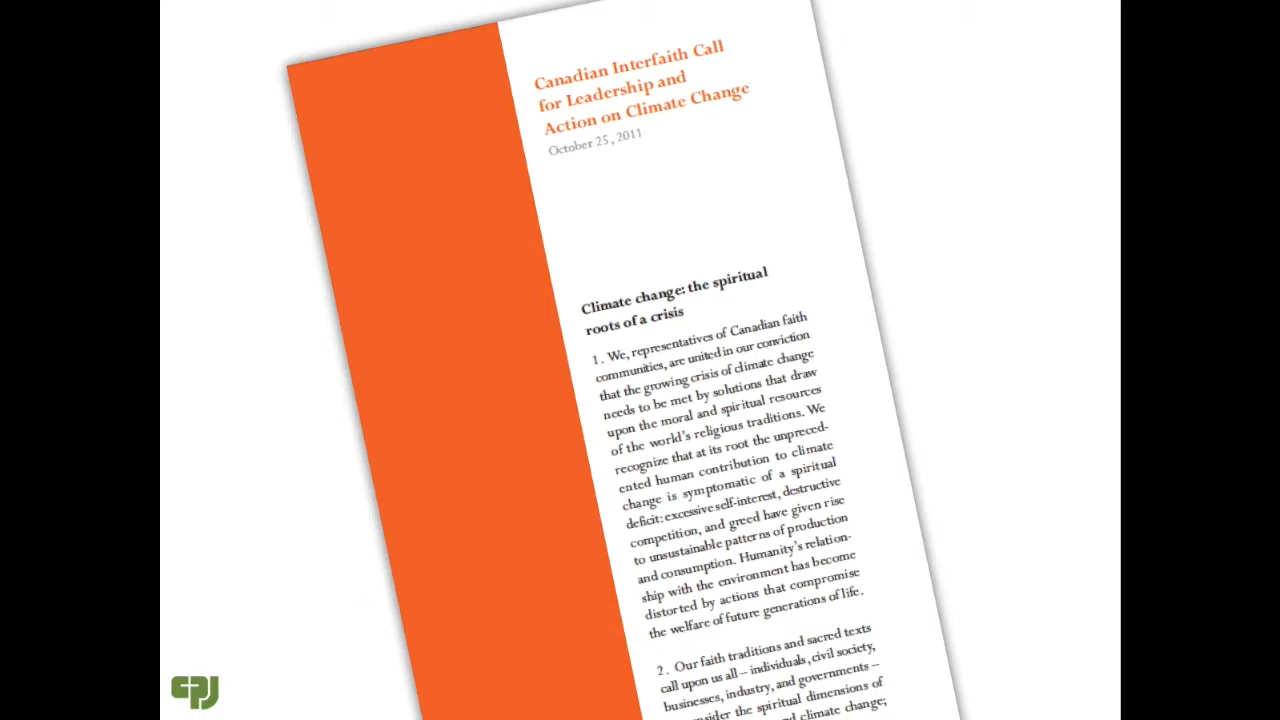 Canadian Interfaith Call
for Leadership and
Action on Climate Change
October 25, 2011
Climate change: the spiritual
roots of a crisis
1. We, representatives of Canadian faith
communities, are united in our conviction
that the growing crisis of climate change
needs to be met by solutions that draw
upon the moral and spiritual resources
of the world's religious traditions. We
recognize that at its root the unpreced-
ented human contribution to climate
change is symptomatic of a spiritual
deficit: excessive self-interest, destructive
competition, and greed have given rise
to unsustainable patterns of production
and consumption. Humanity's relation-
ship with the environment has become
distorted by actions that compromise
the welfare of future generations of life.
2. Our faith traditions and sacred texts
call upon us all – individuals, civil society,
businesses, industry, and governments –
the spiritual dimensions of
climate change;
CPJ